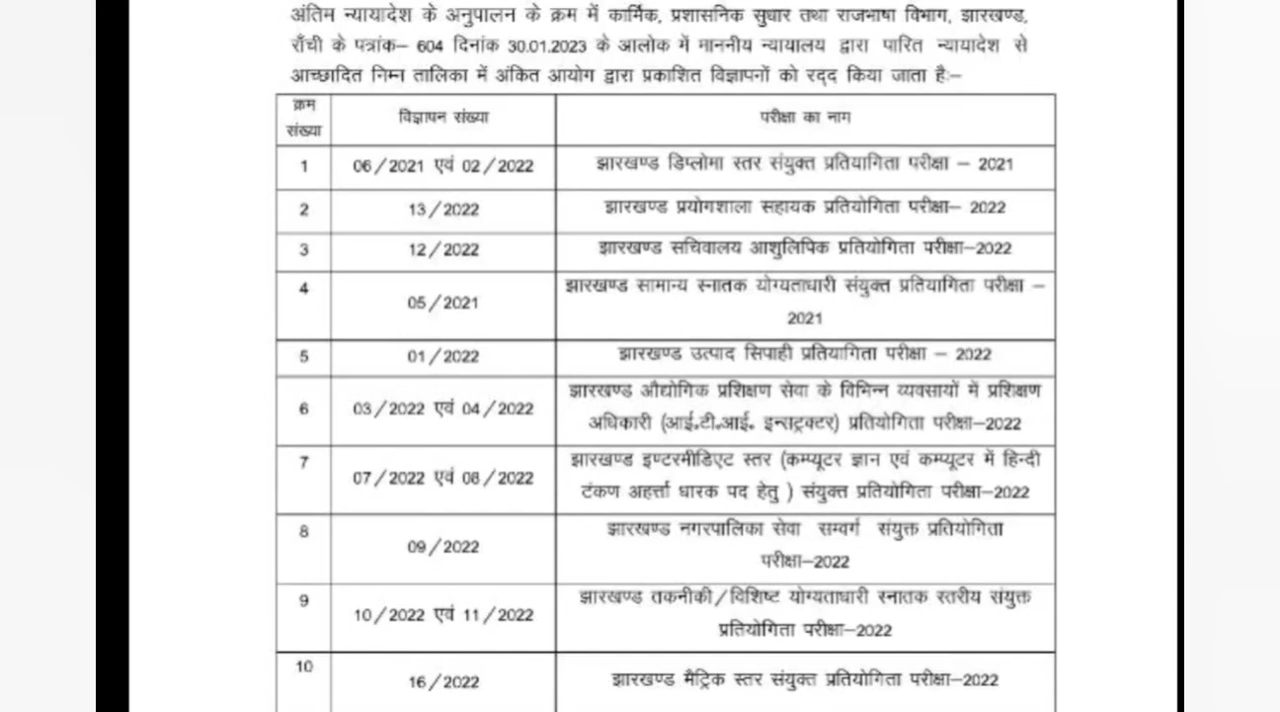 अंतिम न्यायादेश के अनुपालन के क्रम में कार्मिक, प्रशासनिक सुधार तथा राजभाषा विभाग, झारखण्ड,
राँची के पत्रांक– 604 दिनांक 30.01.2023 के आलोक में माननीय न्यायालय द्वारा पारित न्यायादेश से
आच्छादित निम्न तालिका में अंकित आयोग द्वारा प्रकाशित विज्ञापनों को रद्द किया जाता हैः–
क्रम
संख्या
विज्ञापन संख्या
परीक्षा का नाग
1
06/2021 एवं 02/2022
झारखण्ड डिप्लोमा स्तर संयुक्त प्रतियागिता परीक्षा – 2021
2
13/2022
झारखण्ड प्रयोगशाला सहायक प्रतियोगिता परीक्षा– 2022
3
12/2022
झारखण्ड सचिवालय आशुलिपिक प्रतियोगिता परीक्षा–2022
4
05/2021
झारखण्ड सामान्य स्नातक योग्यताधारी संयुक्त प्रतियागिता परीक्षा –
2021
5
01/2022
झारखण्ड उत्पाद सिपाही प्रतियागिता परीक्षा – 2022
6
03/2022 एवं 04/2022
झारखण्ड औद्योगिक प्रशिक्षण सेवा के विभिन्न व्यवसायों में प्रशिक्षण
अधिकारी (आई.टी.आई. इन्सट्रक्टर) प्रतियोगिता परीक्षा–2022
7
07/2022 एवं 08/2022
झारखण्ड इण्टरमीडिएट स्तर (कम्प्यूटर ज्ञान एवं कम्प्यूटर में हिन्दी
टंकण अहर्त्ता धारक पद हेतु ) संयुक्त प्रतियोगिता परीक्षा–2022
8
09/2022
झारखण्ड नगरपालिका सेवा सम्वर्ग संयुक्त प्रतियोगिता
परीक्षा–2022
9
10/2022 एवं 11/2022
झारखण्ड तकनीकी/विशिष्ट योग्यताधारी स्नातक स्तरीय संयुक्त
प्रतियोगिता परीक्षा–2022
10
16/2022
झारखण्ड मैट्रिक स्तर संयुक्त प्रतियोगिता परीक्षा–2022